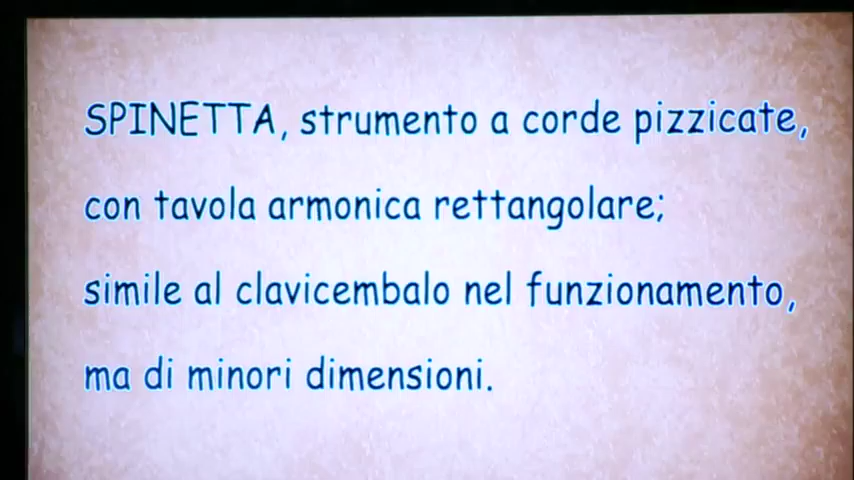 SPINETTA, strumento a corde pizzicate,
con tavola armonica rettangolare;
simile al clavicembalo nel funzionamento,
ma di minori dimensioni.